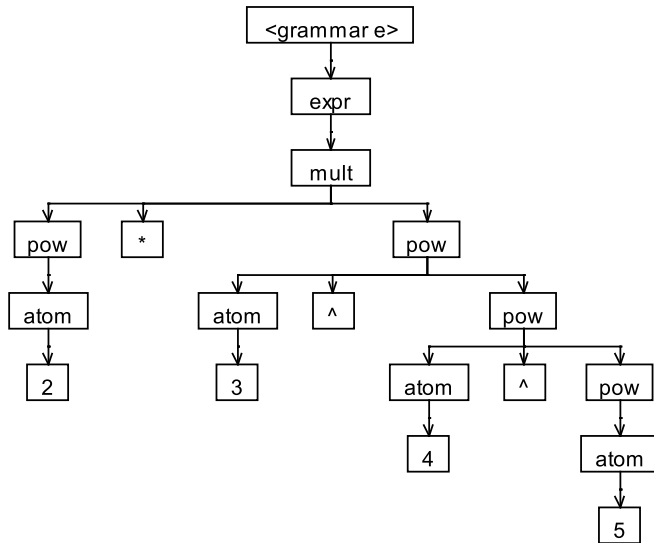 <grammar e>
expr
mult
pow * pow
atom atom ^ pow
2 3 atom ^ pow
4 atom
5